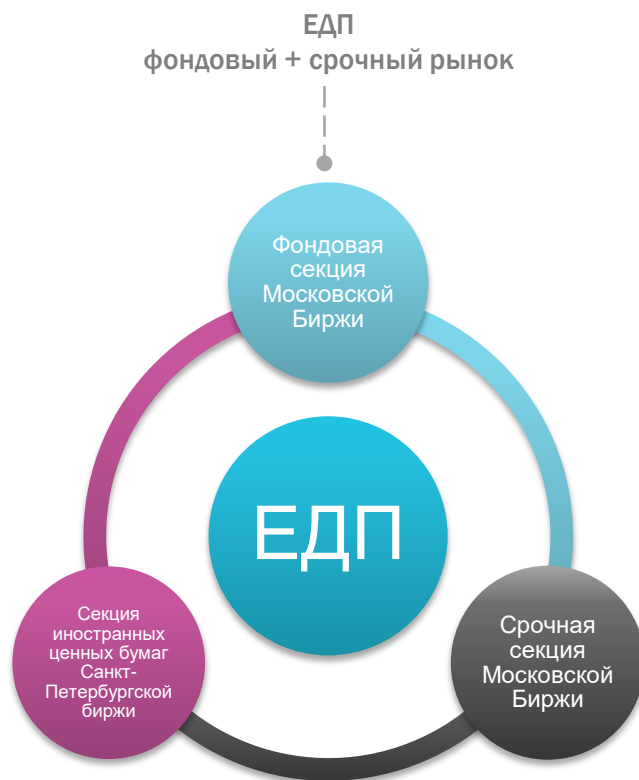 ЕДП
фондовый + срочный рынок
Фондовая
секция
Московской
Биржи
ЕДП
Секция
иностранных
ценных бумаг
Санкт-
Петербургской
биржи
Срочная
секция
Московской
Биржи